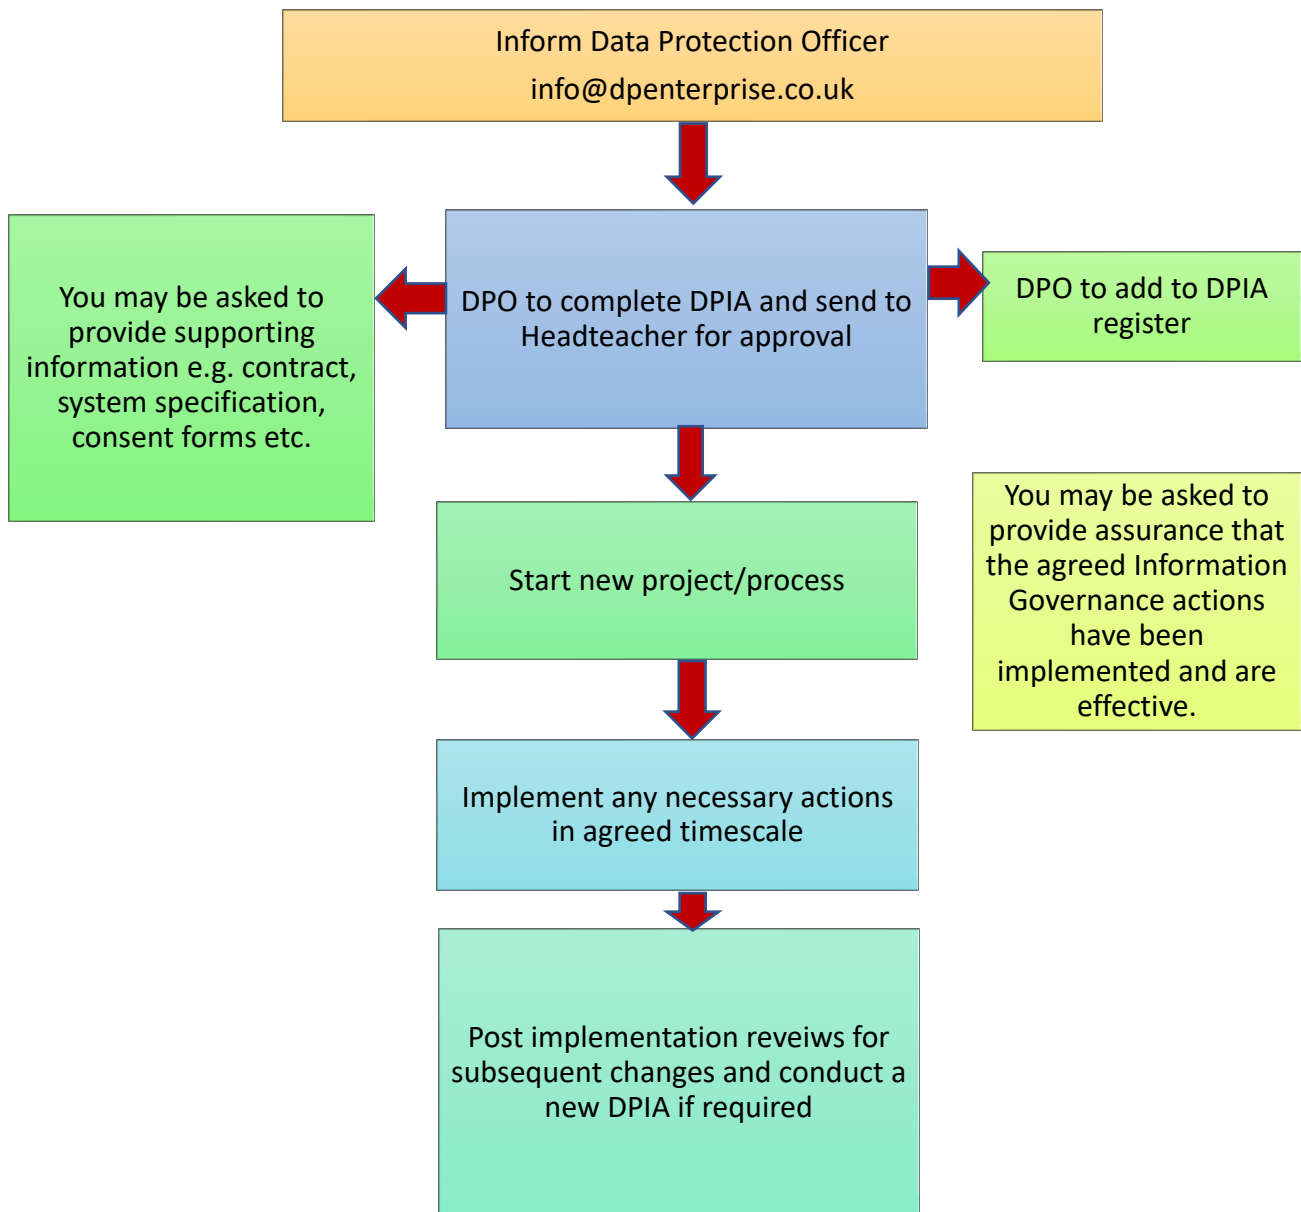 Inform Data Protection Officer
info@dpenterprise.co.uk
You may be asked to
provide supporting
information e.g. contract,
system specification,
consent forms etc.
DPO to complete DPIA and send to
Headteacher for approval
DPO to add to DPIA
register
Start new project/process
You may be asked to
provide assurance that
the agreed Information
Governance actions
have been
implemented and are
effective.
Implement any necessary actions
in agreed timescale
Post implementation reveiws for
subsequent changes and conduct a
new DPIA if required